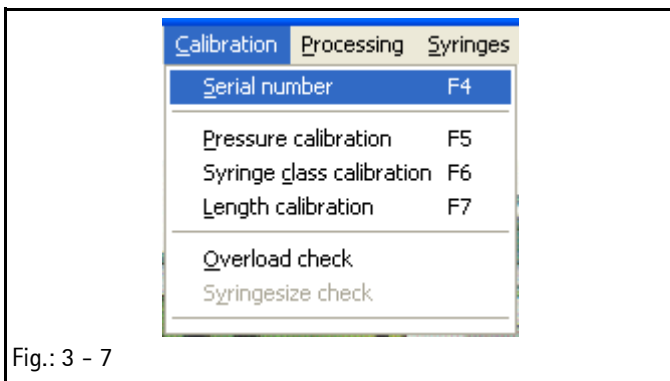 Calibration Processing Syringes
Serial number F4
Pressure calibration F5
Syringe class calibration F6
Length calibration F7
Overload check
Syringesize check
Fig.: 3 - 7